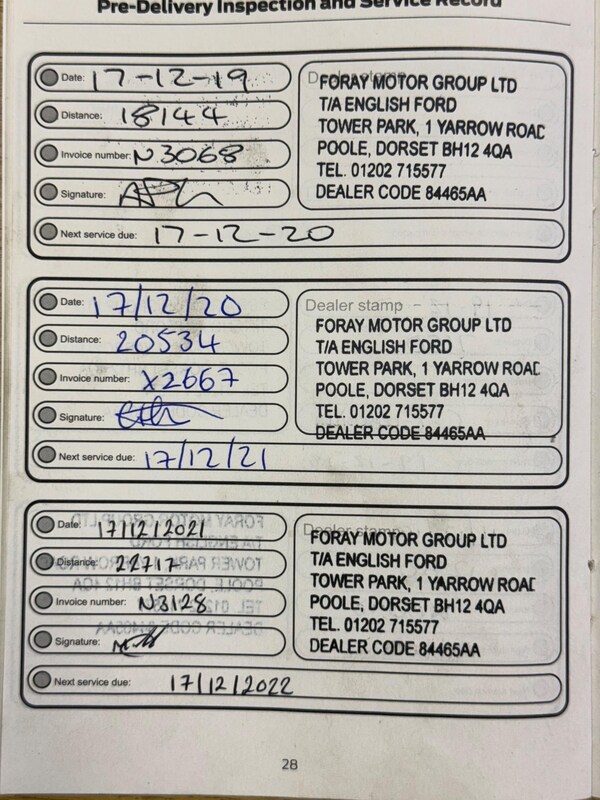 Pre-Delivery Inspection and Service Record
Date: 17-12-19
Distance: 18144
Invoice number: N3068
Signature:
Next service due: 17-12-20
Dealer stamp
FORAY MOTOR GROUP LTD
T/A ENGLISH FORD
TOWER PARK, 1 YARROW ROAD
POOLE, DORSET BH12 4QA
TEL. 01202 715577
DEALER CODE 84465AA
Date: 17/12/20
Distance: 20534
Invoice number: X2667
Signature:
Next service due: 17/12/21
Dealer stamp
FORAY MOTOR GROUP LTD
T/A ENGLISH FORD
TOWER PARK, 1 YARROW ROAD
POOLE, DORSET BH12 4QA
TEL. 01202 715577
DEALER CODE 84465AA
Date: 17/12/2021
Distance: 22717
Invoice number: N3128
Signature:
Next service due: 17/12/2022
Dealer stamp
FORAY MOTOR GROUP LTD
T/A ENGLISH FORD
TOWER PARK, 1 YARROW ROAD
POOLE, DORSET BH12 4QA
TEL. 01202 715577
DEALER CODE 84465AA
28